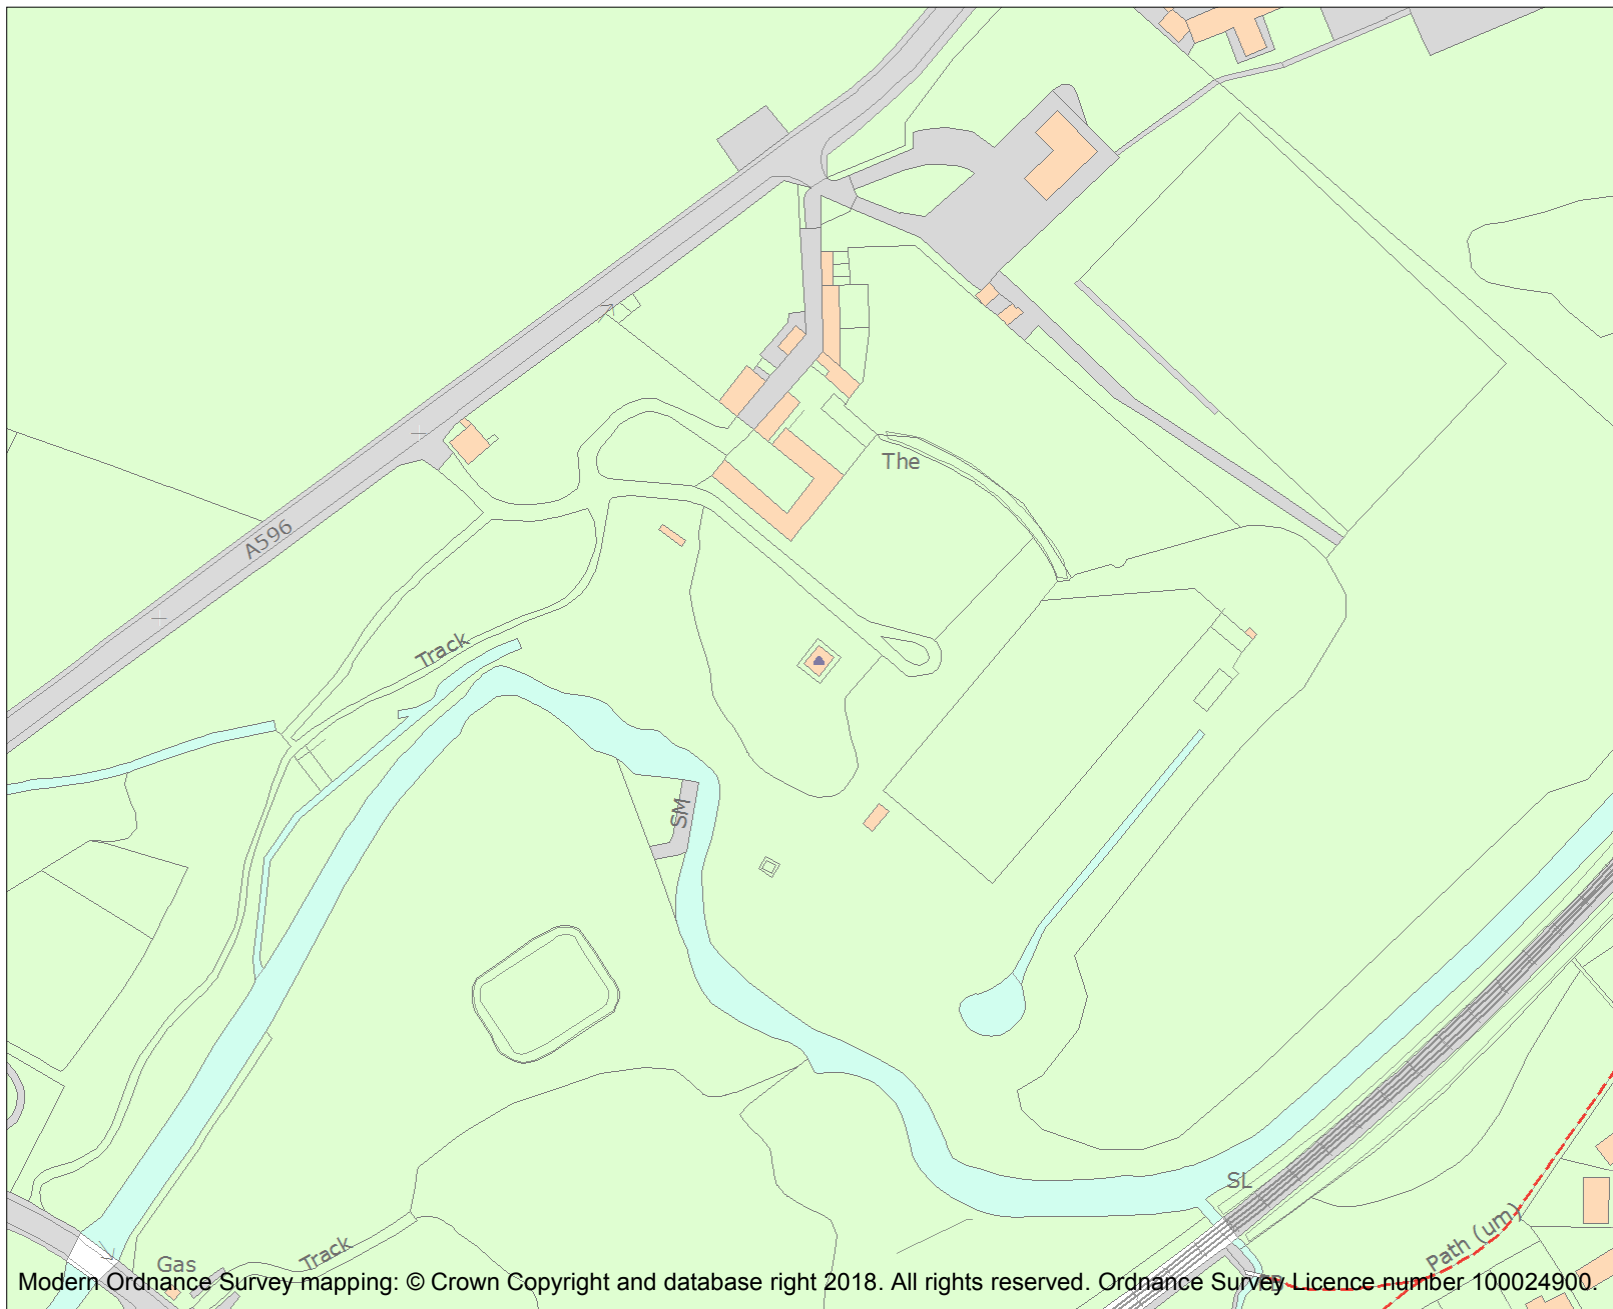 The
A596
Track
SM
SL
Path (um)
Track
Gas
Modern Ordnance Survey mapping: © Crown Copyright and database right 2018. All rights reserved. Ordnance Survey Licence number 100024900.